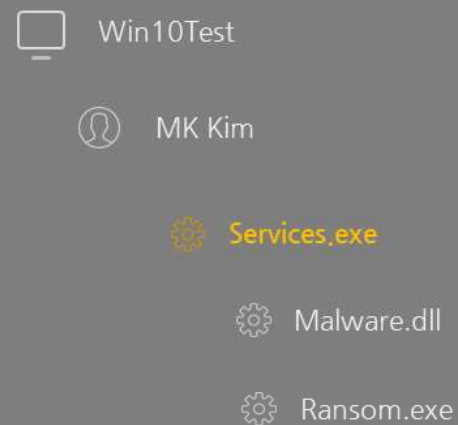 Win10Test
MK Kim
Services.exe
Malware.dll
Ransom.exe